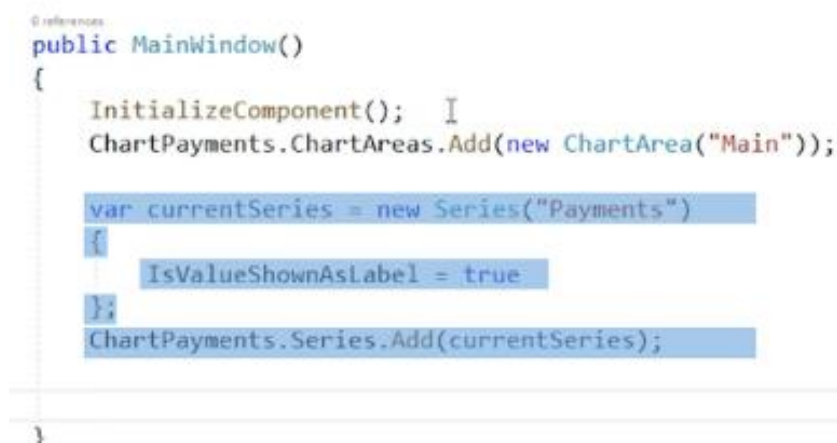 0 references
public MainWindow()
{
InitializeComponent();
ChartPayments.ChartAreas.Add(new ChartArea("Main"));
var currentSeries = new Series("Payments")
{
IsValueShownAsLabel = true
};
ChartPayments.Series.Add(currentSeries);
}